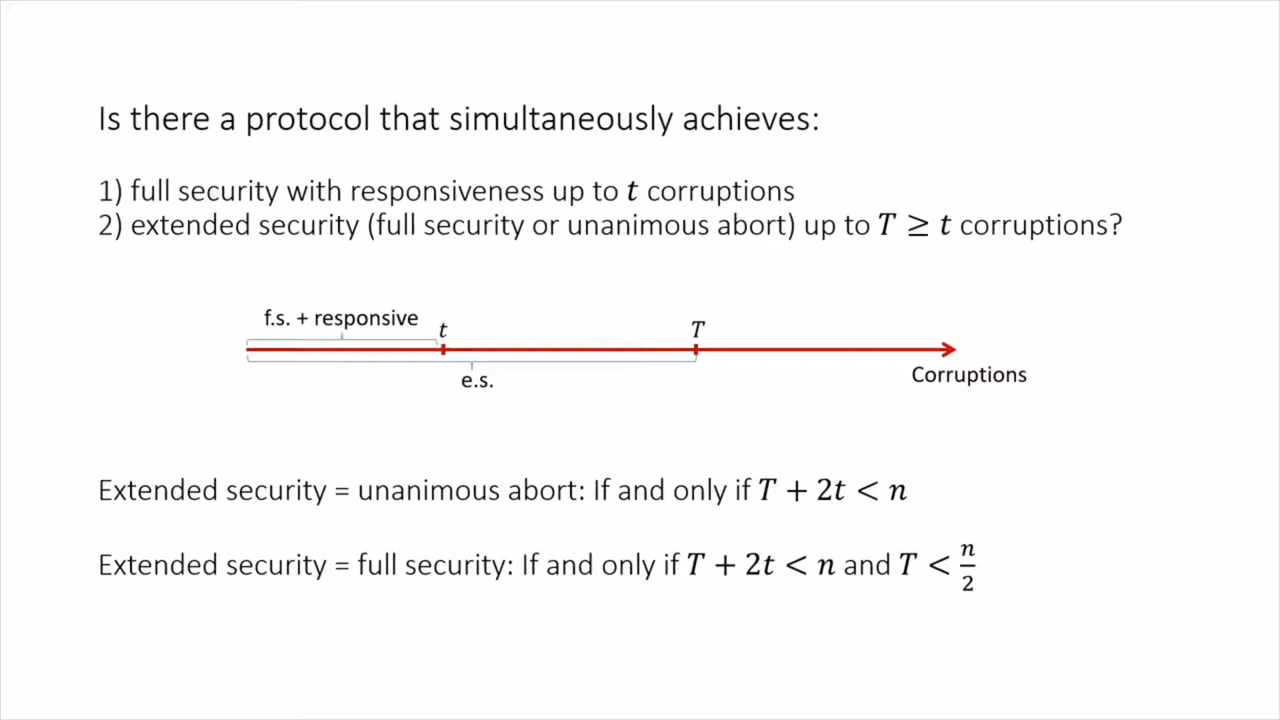 Is there a protocol that simultaneously achieves:
1) full security with responsiveness up to t corruptions
2) extended security (full security or unanimous abort) up to T ≥ t corruptions?
f.s. + responsive
t
T
e.s.
Corruptions
Extended security = unanimous abort: If and only if T + 2t < n
Extended security = full security: If and only if T + 2t < n and T < n/2